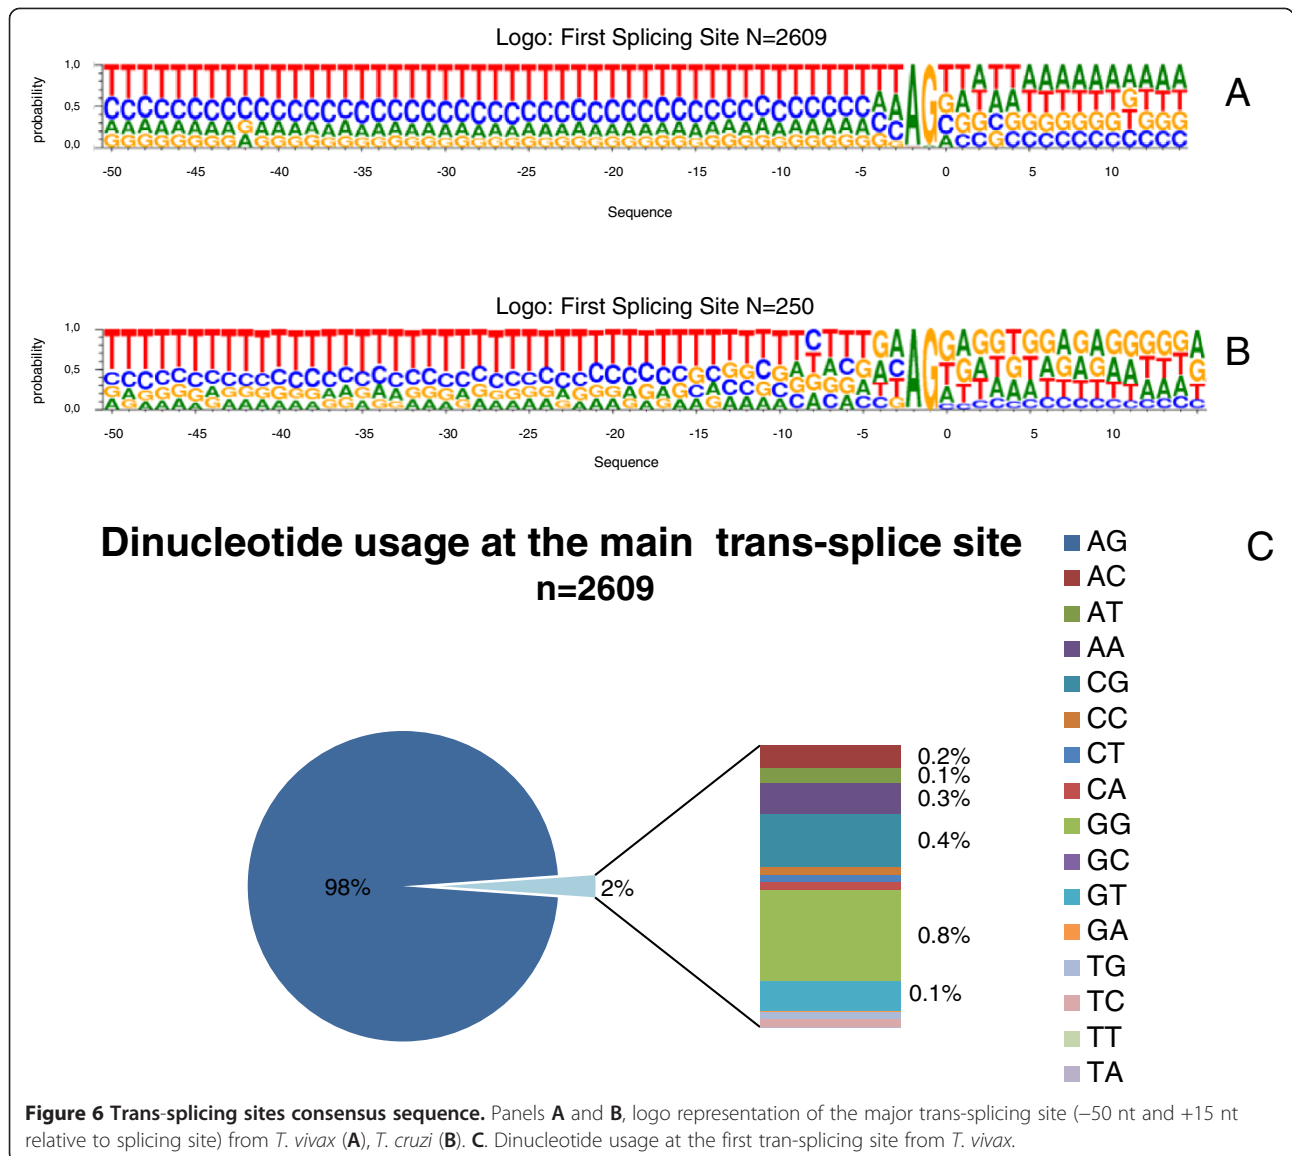 Logo: First Splicing Site N=2609
A
probability
1,0
0,5
0,0
-50 -45 -40 -35 -30 -25 -20 -15 -10 -5 0 5 10
Sequence
Logo: First Splicing Site N=250
B
probability
1,0
0,5
0,0
-50 -45 -40 -35 -30 -25 -20 -15 -10 -5 0 5 10
Sequence
Dinucleotide usage at the main trans-splice site
n=2609
C
98%
2%
0.2%
0.1%
0.3%
0.4%
0.8%
0.1%
AG
AC
AT
AA
CG
CC
CT
CA
GG
GC
GT
GA
TG
TC
TT
TA
Figure 6 Trans-splicing sites consensus sequence. Panels A and B, logo representation of the major trans-splicing site (−50 nt and +15 nt
relative to splicing site) from T. vivax (A), T. cruzi (B). C. Dinucleotide usage at the first tran-splicing site from T. vivax.